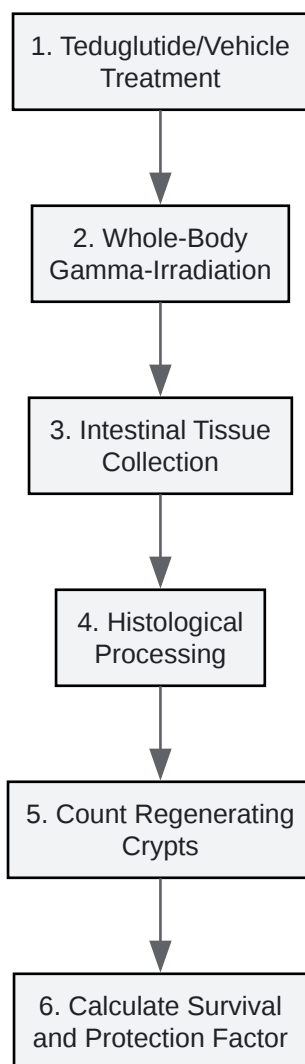 1. Teduglutide/Vehicle
Treatment
2. Whole-Body
Gamma-Irradiation
3. Intestinal Tissue
Collection
4. Histological
Processing
5. Count Regenerating
Crypts
6. Calculate Survival
and Protection Factor